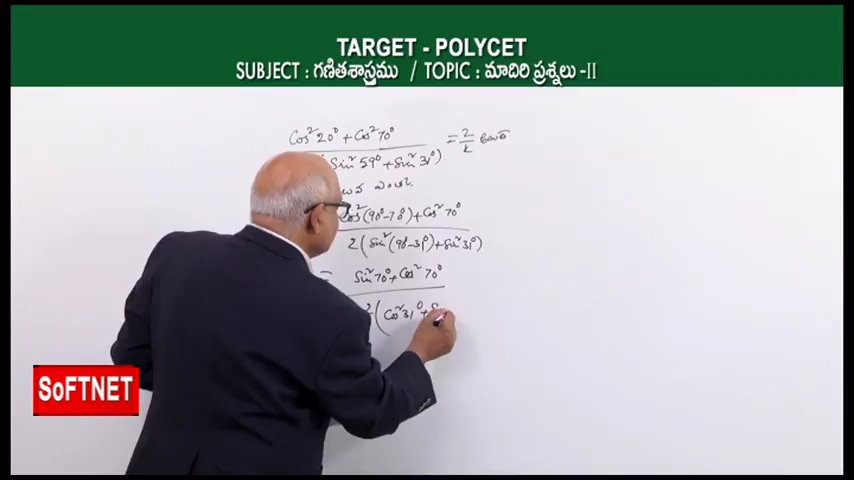 TARGET - POLYCET
SUBJECT : గణితశాస్త్రము / TOPIC : మాదిరి ప్రశ్నలు -II
Cos²20° + Cos²70°
Sin²59° + Sin²31°) = 2/k అయిన
ఎంత?
Cos²(90°-70°) + Cos²70°
2(Sin²(90°-31°) + Sin²31°)
= Sin²70° + Cos²70°
2(Cos²31° + S
SoFTNET